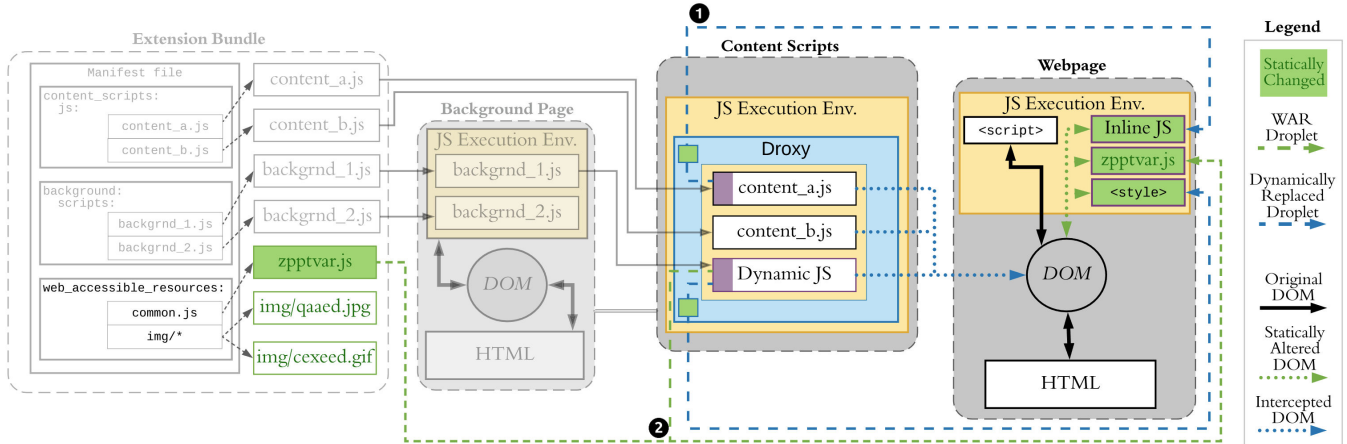 1
Extension Bundle
Manifest file
content_scripts:
js:
content_a.js
content_b.js
background:
scripts:
backgrnd_1.js
backgrnd_2.js
web_accessible_resources:
common.js
img/*
content_a.js
content_b.js
backgrnd_1.js
backgrnd_2.js
zpptvar.js
img/qaaed.jpg
img/cexeed.gif
Background Page
JS Execution Env.
backgrnd_1.js
backgrnd_2.js
DOM
HTML
Content Scripts
JS Execution Env.
Droxy
content_a.js
content_b.js
Dynamic JS
2
Webpage
JS Execution Env.
<script>
Inline JS
zpptvar.js
<style>
DOM
HTML
Legend
Statically
Changed
WAR
Droplet
Dynamically
Replaced
Droplet
Original
DOM
Statically
Altered
DOM
Intercepted
DOM